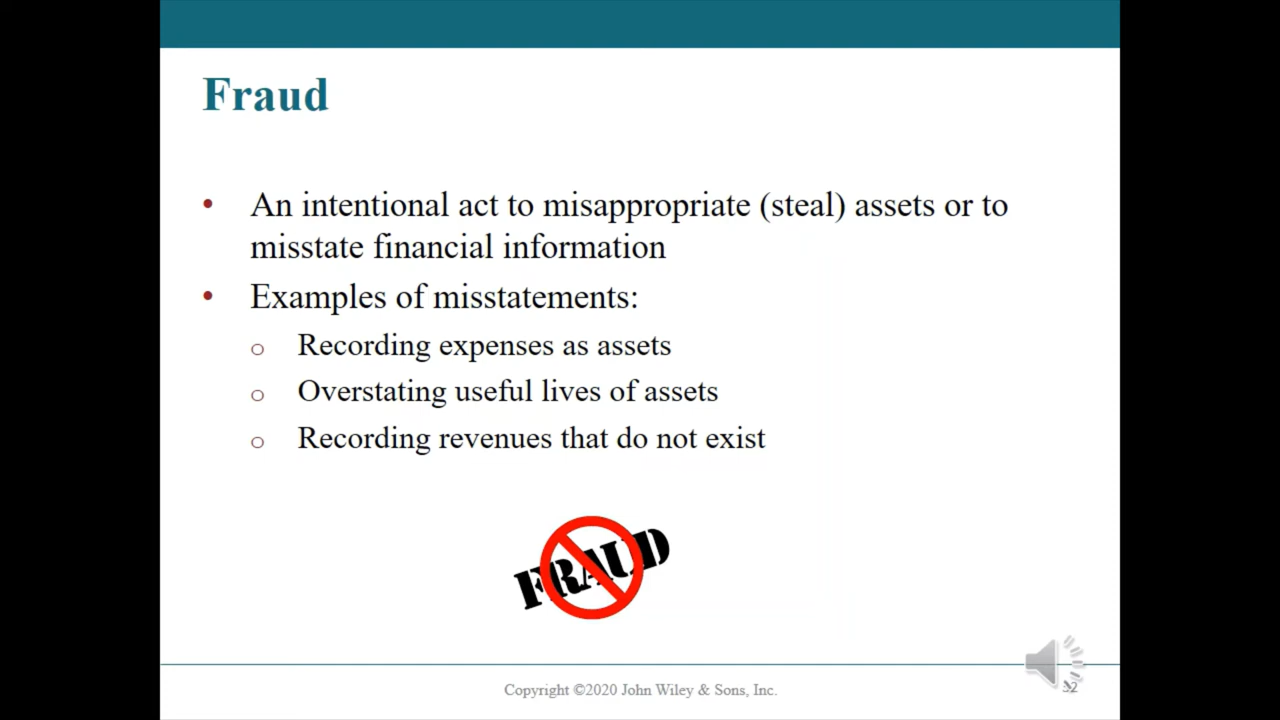 Fraud
• An intentional act to misappropriate (steal) assets or to
misstate financial information
• Examples of misstatements:
o Recording expenses as assets
o Overstating useful lives of assets
o Recording revenues that do not exist
FRAUD
Copyright ©2020 John Wiley & Sons, Inc.